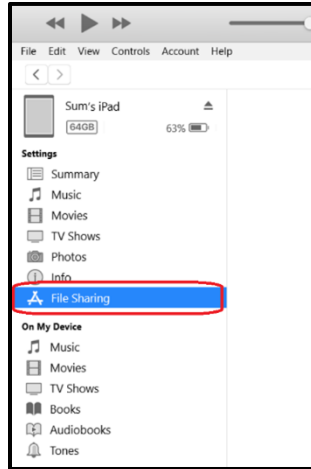 File Edit View Controls Account Help
Sum's iPad
64GB 63%
Settings
Summary
Music
Movies
TV Shows
Photos
Info
File Sharing
On My Device
Music
Movies
TV Shows
Books
Audiobooks
Tones